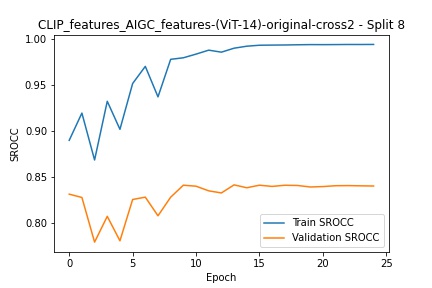 CLIP_features_AIGC_features-(ViT-14)-original-cross2 - Split 8
1.00
0.95
0.90
0.85
0.80
SROCC
Train SROCC
Validation SROCC
0 5 10 15 20 25
Epoch